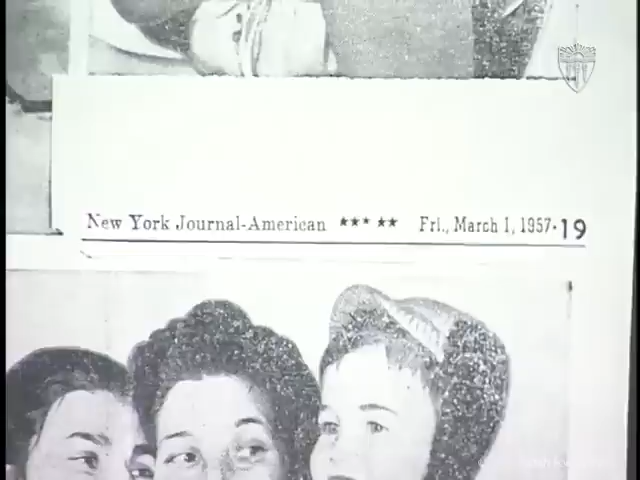 New York Journal-American ★★★ ★★ Fri., March 1, 1957-19